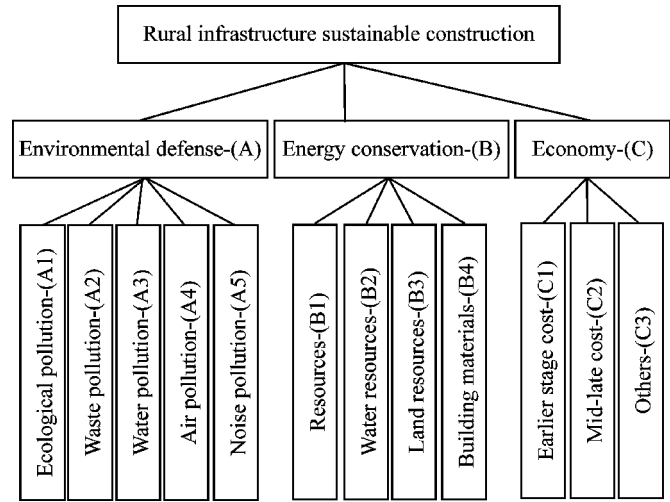 Rural infrastructure sustainable construction
Environmental defense-(A)
Energy conservation-(B)
Economy-(C)
Ecological pollution-(A1)
Waste pollution-(A2)
Water pollution-(A3)
Air pollution-(A4)
Noise pollution-(A5)
Resources-(B1)
Water resources-(B2)
Land resources-(B3)
Building materials-(B4)
Earlier stage cost-(C1)
Mid-late cost-(C2)
Others-(C3)